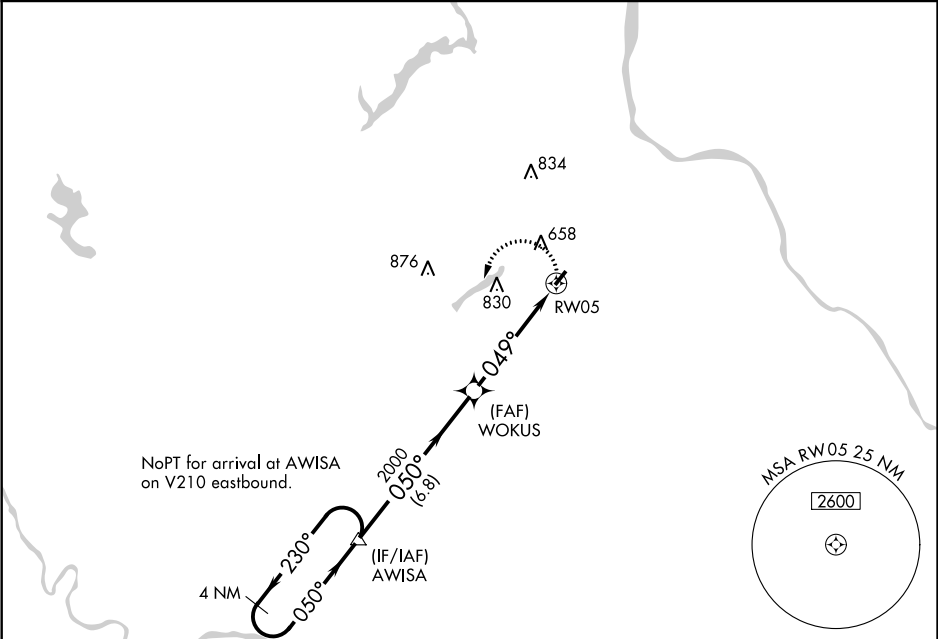 834
658
876
830
RW05
049°
(FAF)
WOKUS
NoPT for arrival at AWISA
on V210 eastbound.
2000
050°
(6.8)
MSA RW05 25 NM
2600
230°
(IF/IAF)
AWISA
4 NM
050°